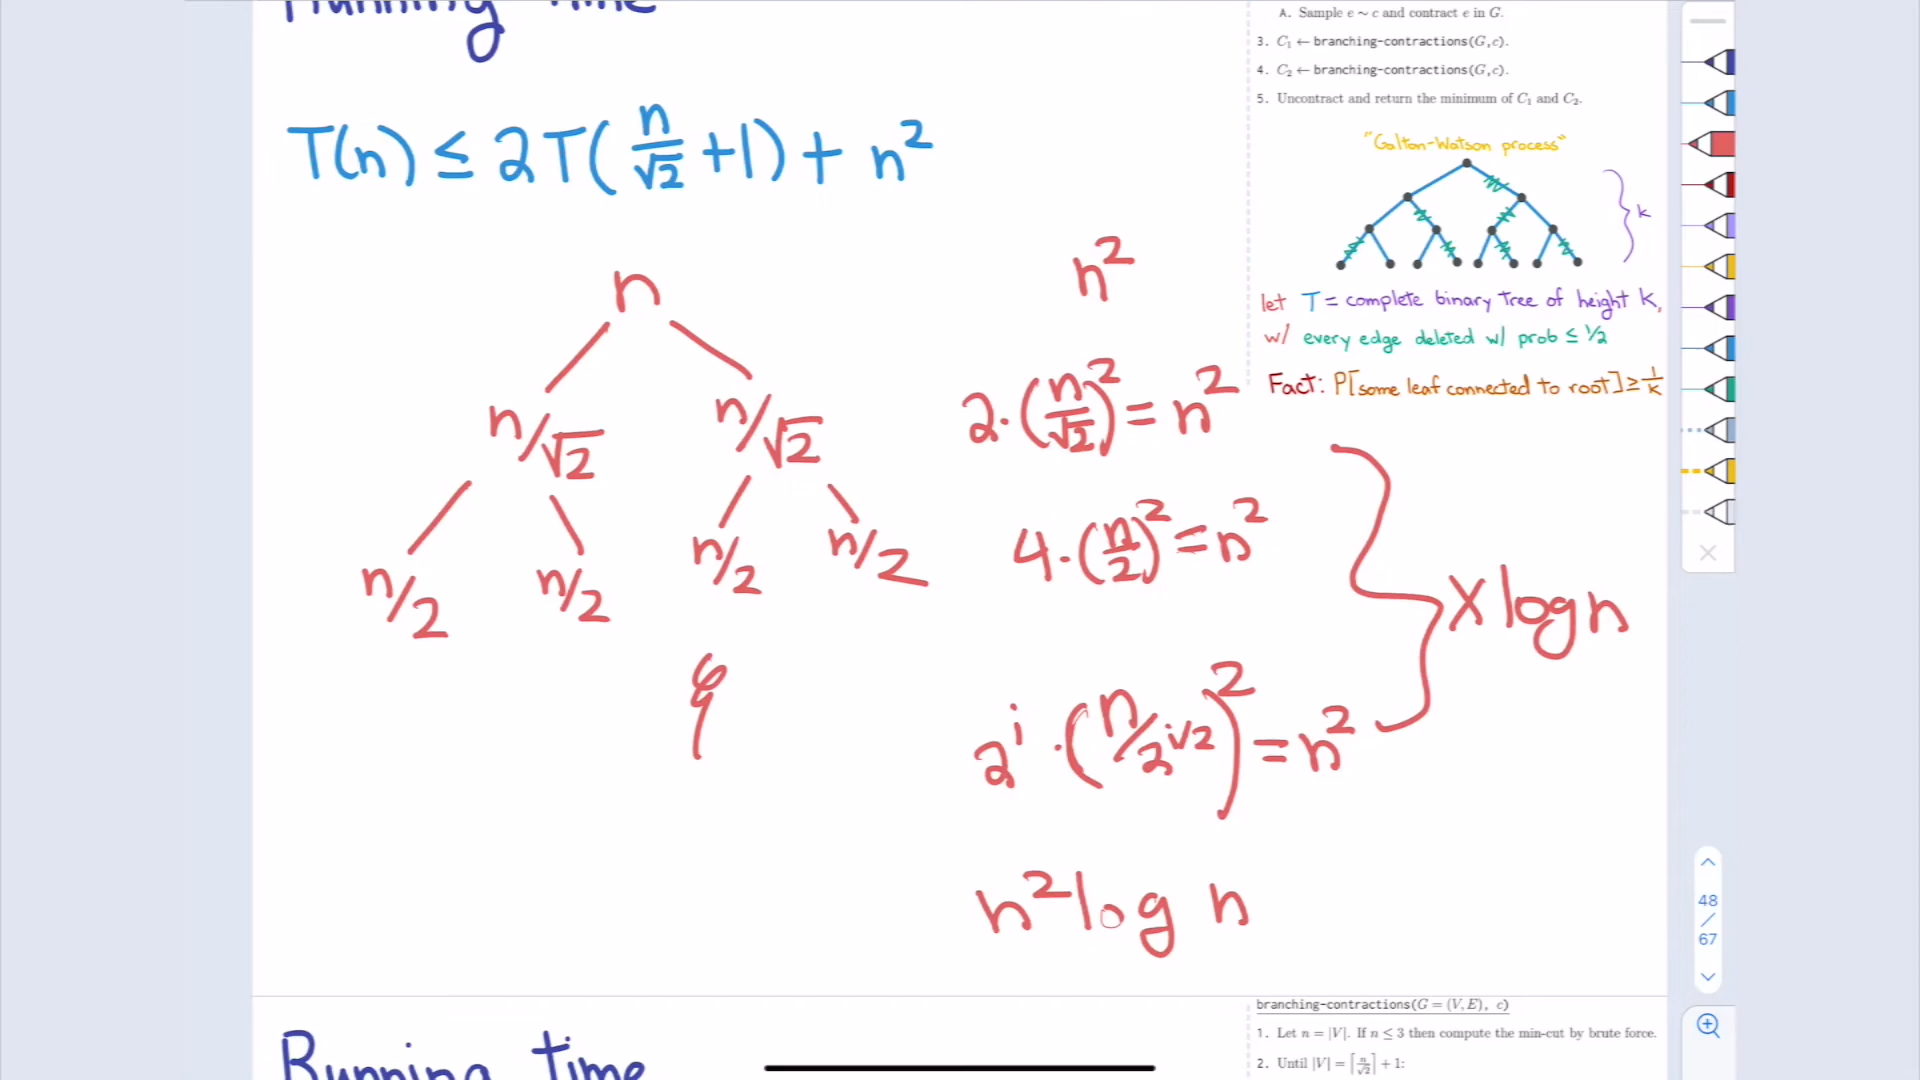 Running time
T(n) ≤ 2T(n/√2 +1) + n²
n
n/√2 n/√2
n/2 n/2 n/2 n/2
n²
2·(n/√2)² = n²
4·(n/2)² = n²
2^i·(n/2^{i/2})² = n²
X log n
n² log n
A. Sample e ~ c and contract e in G.
3. C₁ ← branching-contractions(G,c).
4. C₂ ← branching-contractions(G,c).
5. Uncontract and return the minimum of C₁ and C₂.
"Galton-Watson process"
k
let T = complete binary tree of height k,
w/ every edge deleted w/ prob ≤ 1/2
Fact: P[some leaf connected to root] ≥ 1/k
48
/
67
Running time
branching-contractions(G = (V,E), c)
1. Let n = |V|. If n ≤ 3 then compute the min-cut by brute force.
2. Until |V| = ⌈n/√2⌉ + 1: